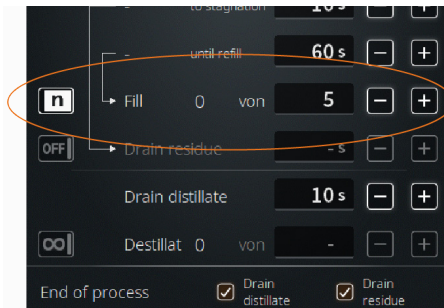 - to stagnation 10 s - +
- until refill 60 s - +
n Fill 0 von 5 - +
OFF Drain residue - s - +
Drain distillate 10 s - +
∞ Destillat 0 von - - +
End of process Drain distillate Drain residue